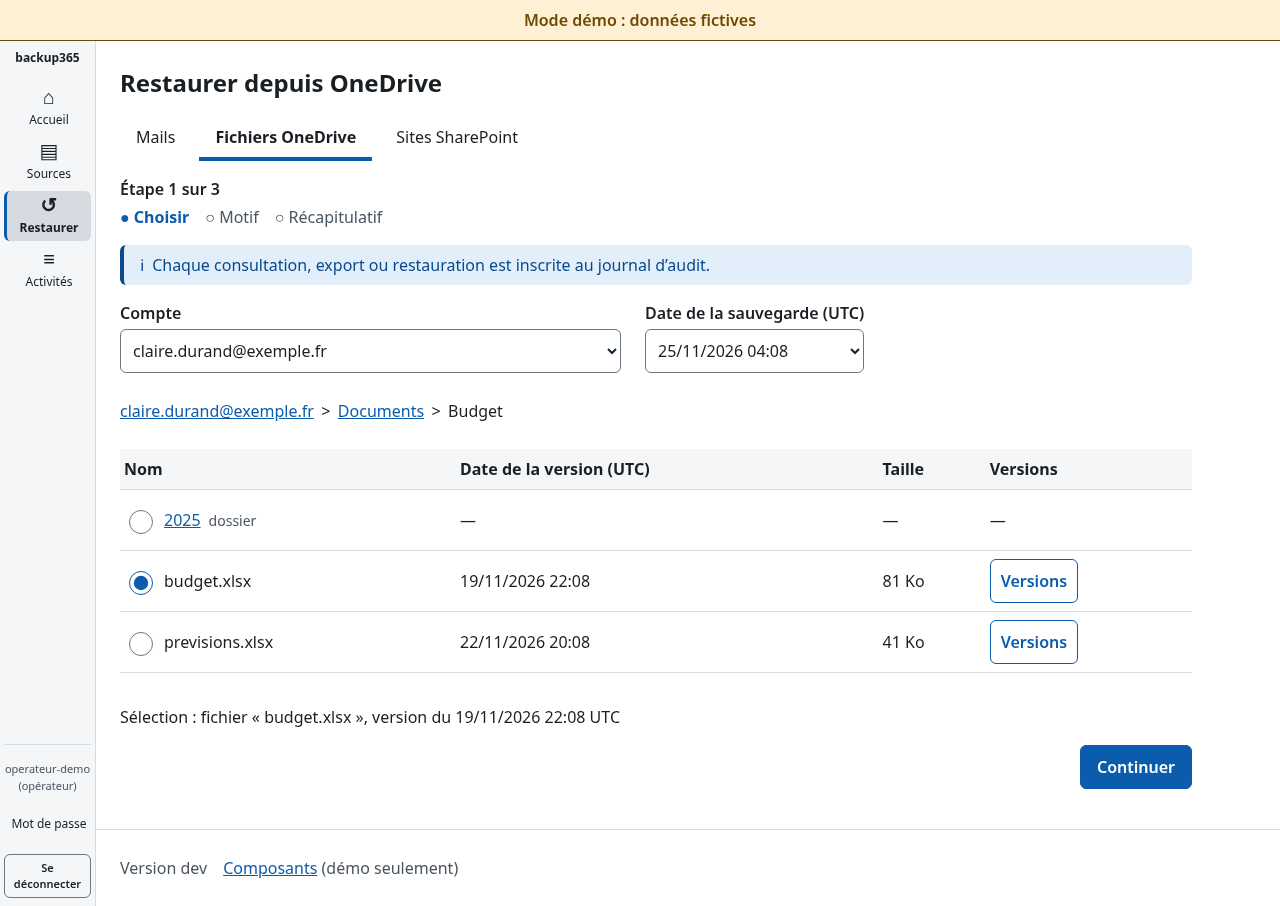 Mode démo : données fictives
backup365
Accueil
Sources
Restaurer
Activités
operateur-demo
(opérateur)
Mot de passe
Se
déconnecter
Restaurer depuis OneDrive
Mails Fichiers OneDrive Sites SharePoint
Étape 1 sur 3
● Choisir ○ Motif ○ Récapitulatif
i Chaque consultation, export ou restauration est inscrite au journal d’audit.
Compte Date de la sauvegarde (UTC)
claire.durand@exemple.fr 25/11/2026 04:08
claire.durand@exemple.fr > Documents > Budget
Nom Date de la version (UTC) Taille Versions
2025 dossier — — —
budget.xlsx 19/11/2026 22:08 81 Ko Versions
previsions.xlsx 22/11/2026 20:08 41 Ko Versions
Sélection : fichier « budget.xlsx », version du 19/11/2026 22:08 UTC
Continuer
Version dev Composants (démo seulement)